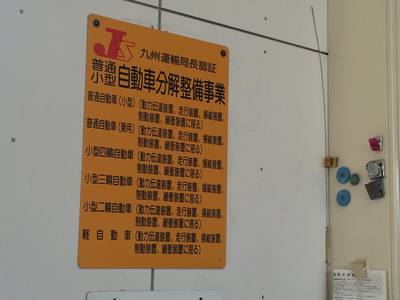 JS 九州運輸局長認証
普通 小型 自動車分解整備事業
普通自動車(小型) (動力伝達装置、走行装置、操縦装置、
制動装置、緩衝装置に限る)
普通自動車(乗用) (動力伝達装置、走行装置、操縦装置、
制動装置、緩衝装置に限る)
小型四輪自動車 (動力伝達装置、走行装置、操縦装置、
制動装置、緩衝装置に限る)
小型三輪自動車 (動力伝達装置、走行装置、操縦装置、
制動装置、緩衝装置に限る)
小型二輪自動車 (動力伝達装置、走行装置、操縦装置、
制動装置、緩衝装置に限る)
軽自動車 (動力伝達装置、走行装置、操縦装置、
制動装置、緩衝装置に限る)